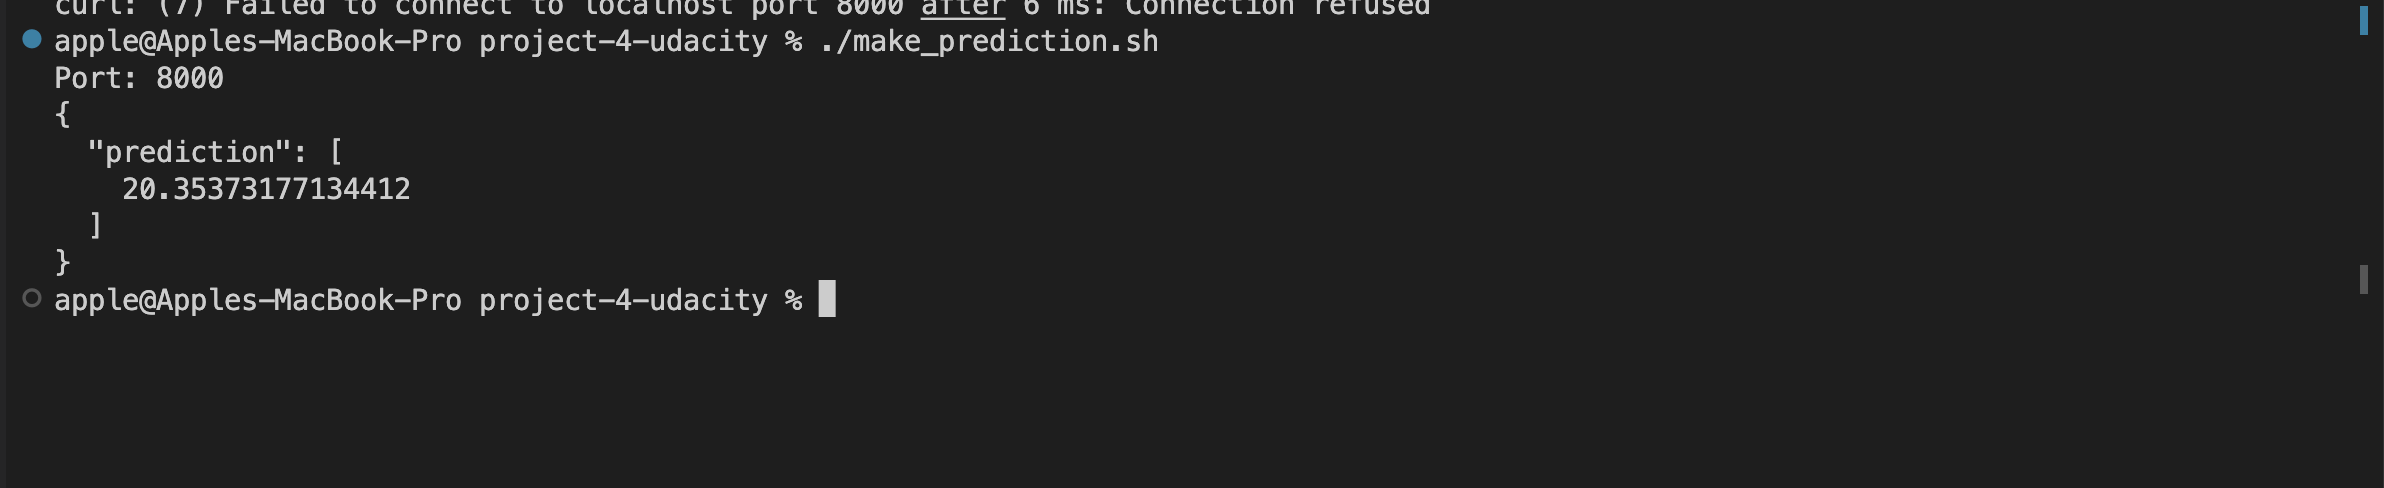 curl: (7) Failed to connect to localhost port 8000 after 6 ms: Connection refused
apple@Apples-MacBook-Pro project-4-udacity % ./make_prediction.sh
Port: 8000
{
  "prediction": [
    20.35373177134412
  ]
}
apple@Apples-MacBook-Pro project-4-udacity %